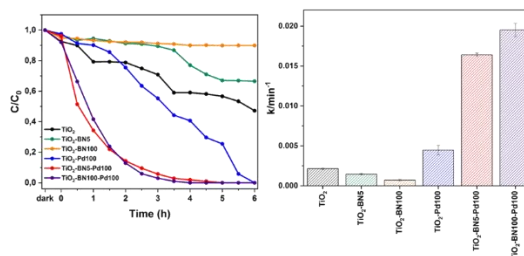 1,0
0,8
0,6
0,4
0,2
0,0
C/C₀
TiO₂
TiO₂-BN5
TiO₂-BN100
TiO₂-Pd100
TiO₂-BN5-Pd100
TiO₂-BN100-Pd100
dark 0 1 2 3 4 5 6
Time (h)
k/min⁻¹
0.020
0.015
0.010
0.005
0.000
TiO₂
TiO₂-BN5
TiO₂-BN100
TiO₂-Pd100
TiO₂-BN5-Pd100
TiO₂-BN100-Pd100